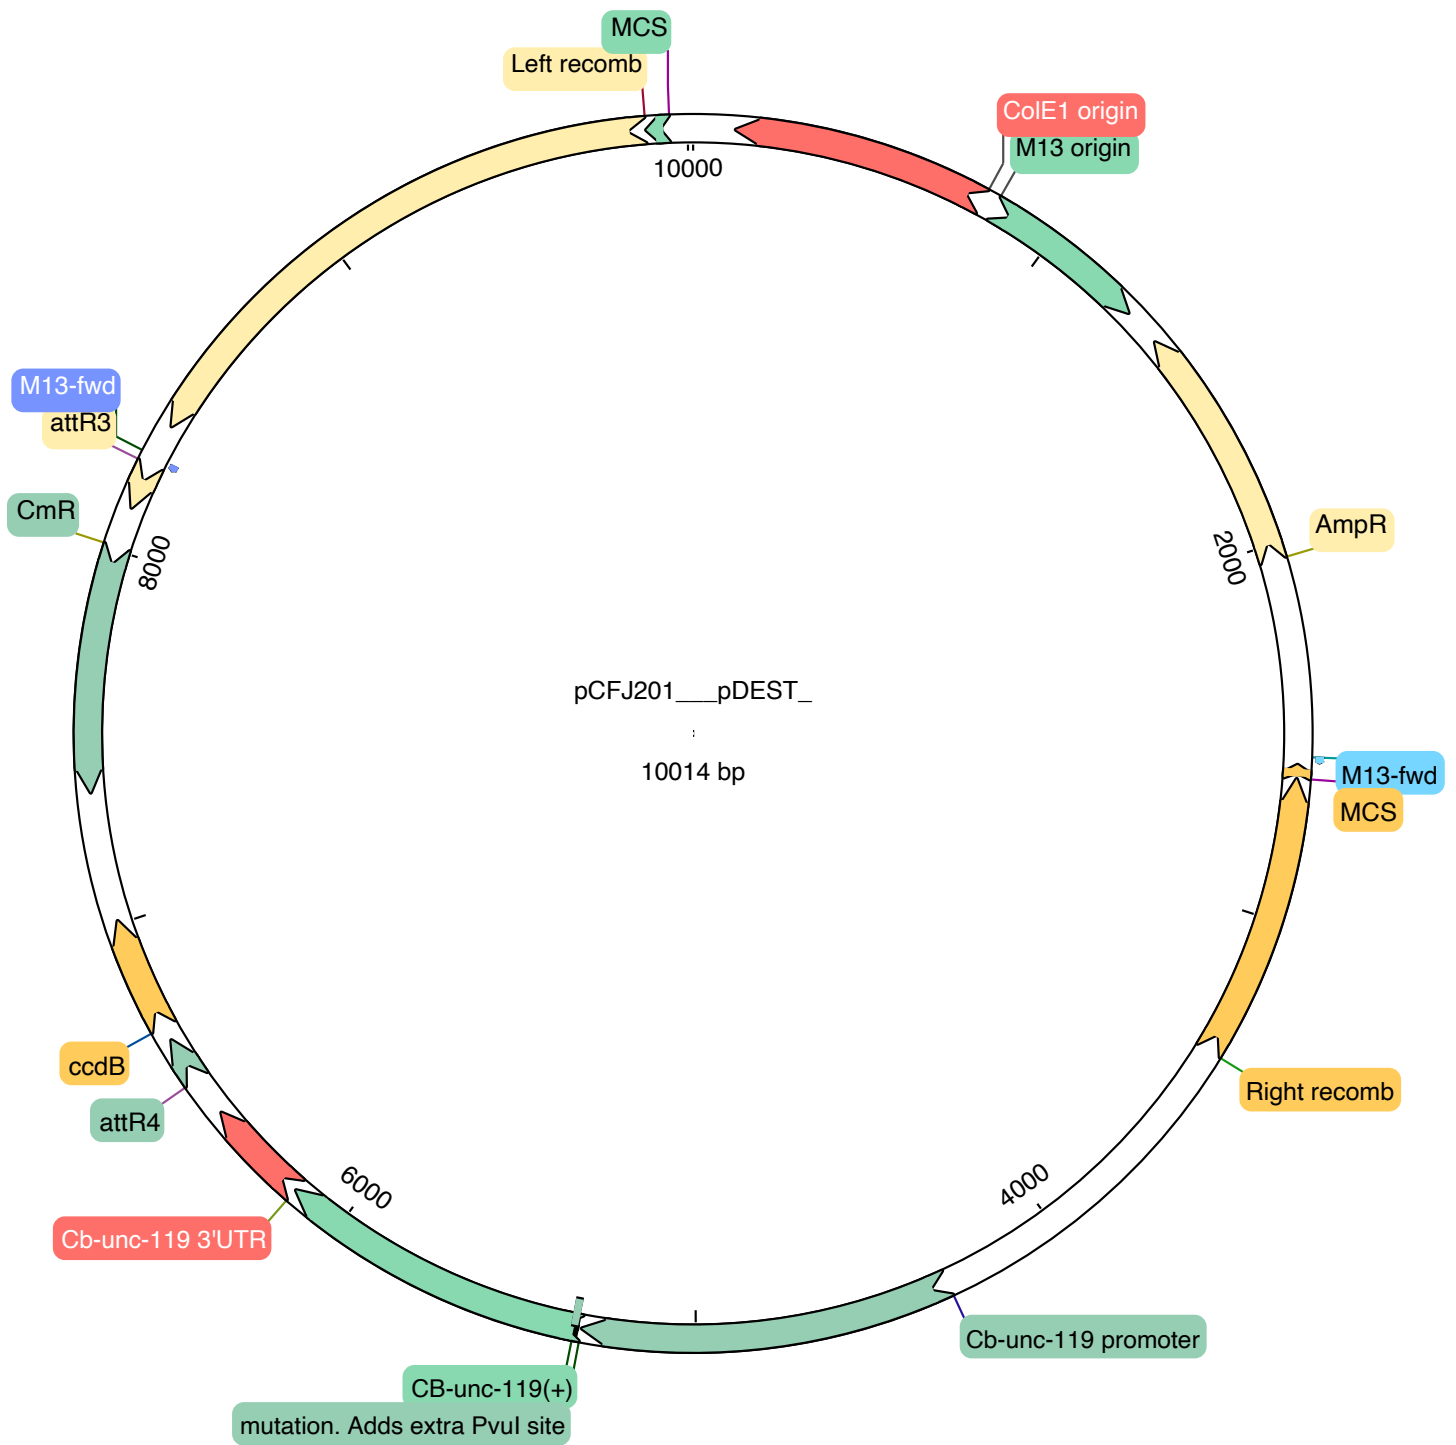 MCS
Left recomb
ColE1 origin
M13 origin
10000
M13-fwd
attR3
CmR
8000
AmpR
2000
pCFJ201___pDEST_
:
10014 bp
M13-fwd
MCS
ccdB
Right recomb
attR4
6000
4000
Cb-unc-119 3'UTR
Cb-unc-119 promoter
CB-unc-119(+)
mutation. Adds extra PvuI site